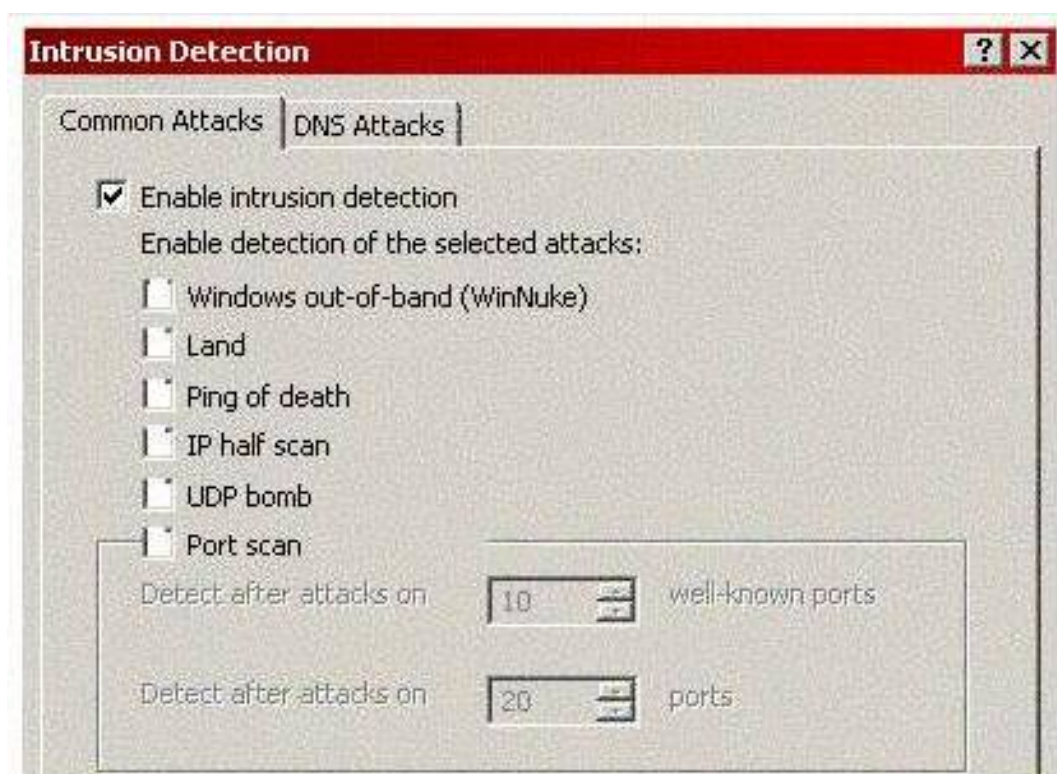 Intrusion Detection
Common Attacks DNS Attacks
Enable intrusion detection
Enable detection of the selected attacks:
Windows out-of-band (WinNuke)
Land
Ping of death
IP half scan
UDP bomb
Port scan
Detect after attacks on 10 well-known ports
Detect after attacks on 20 ports